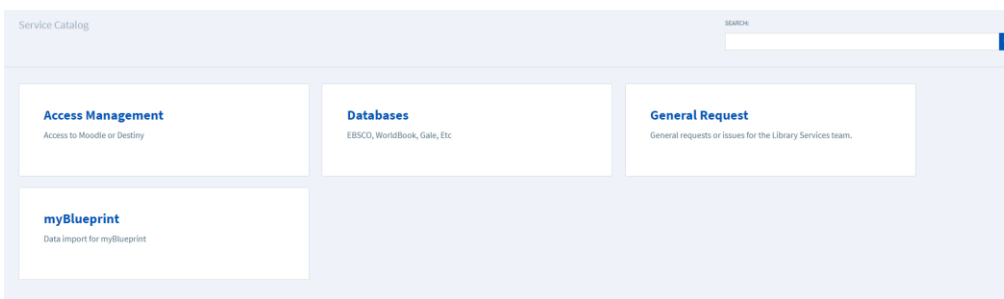 Service Catalog
SEARCH:
Access Management
Access to Moodle or Destiny
Databases
EBSCO, WorldBook, Gale, Etc
General Request
General requests or issues for the Library Services team.
myBlueprint
Data import for myBlueprint